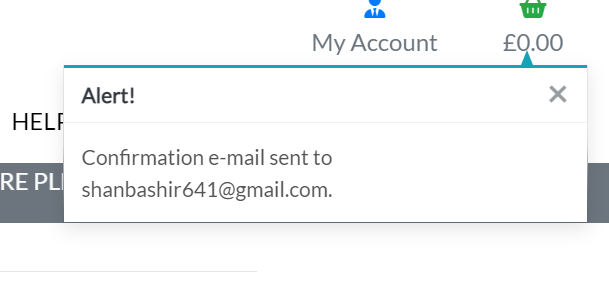 My Account
£0.00
Alert!
HELP
Confirmation e-mail sent to
shanbashir641@gmail.com.
RE PL